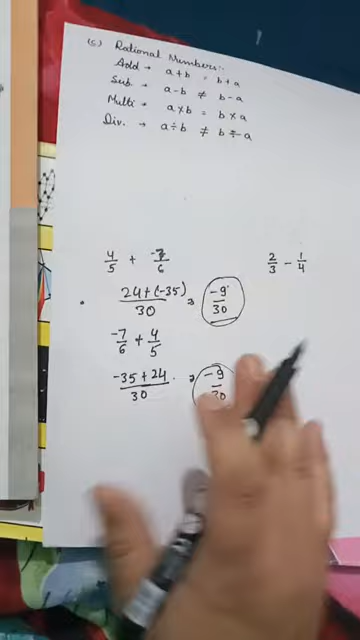 (5) Rational Numbers:-
Add → a + b = b + a
Sub → a - b ≠ b - a
Multi → a x b = b x a
Div. → a ÷ b ≠ b ÷ a
4/5 + -7/6
2/3 - 1/4
24+(-35)/30 ⇒ -9/30
-7/6 + 4/5
-35+24/30 ⇒ -9/30